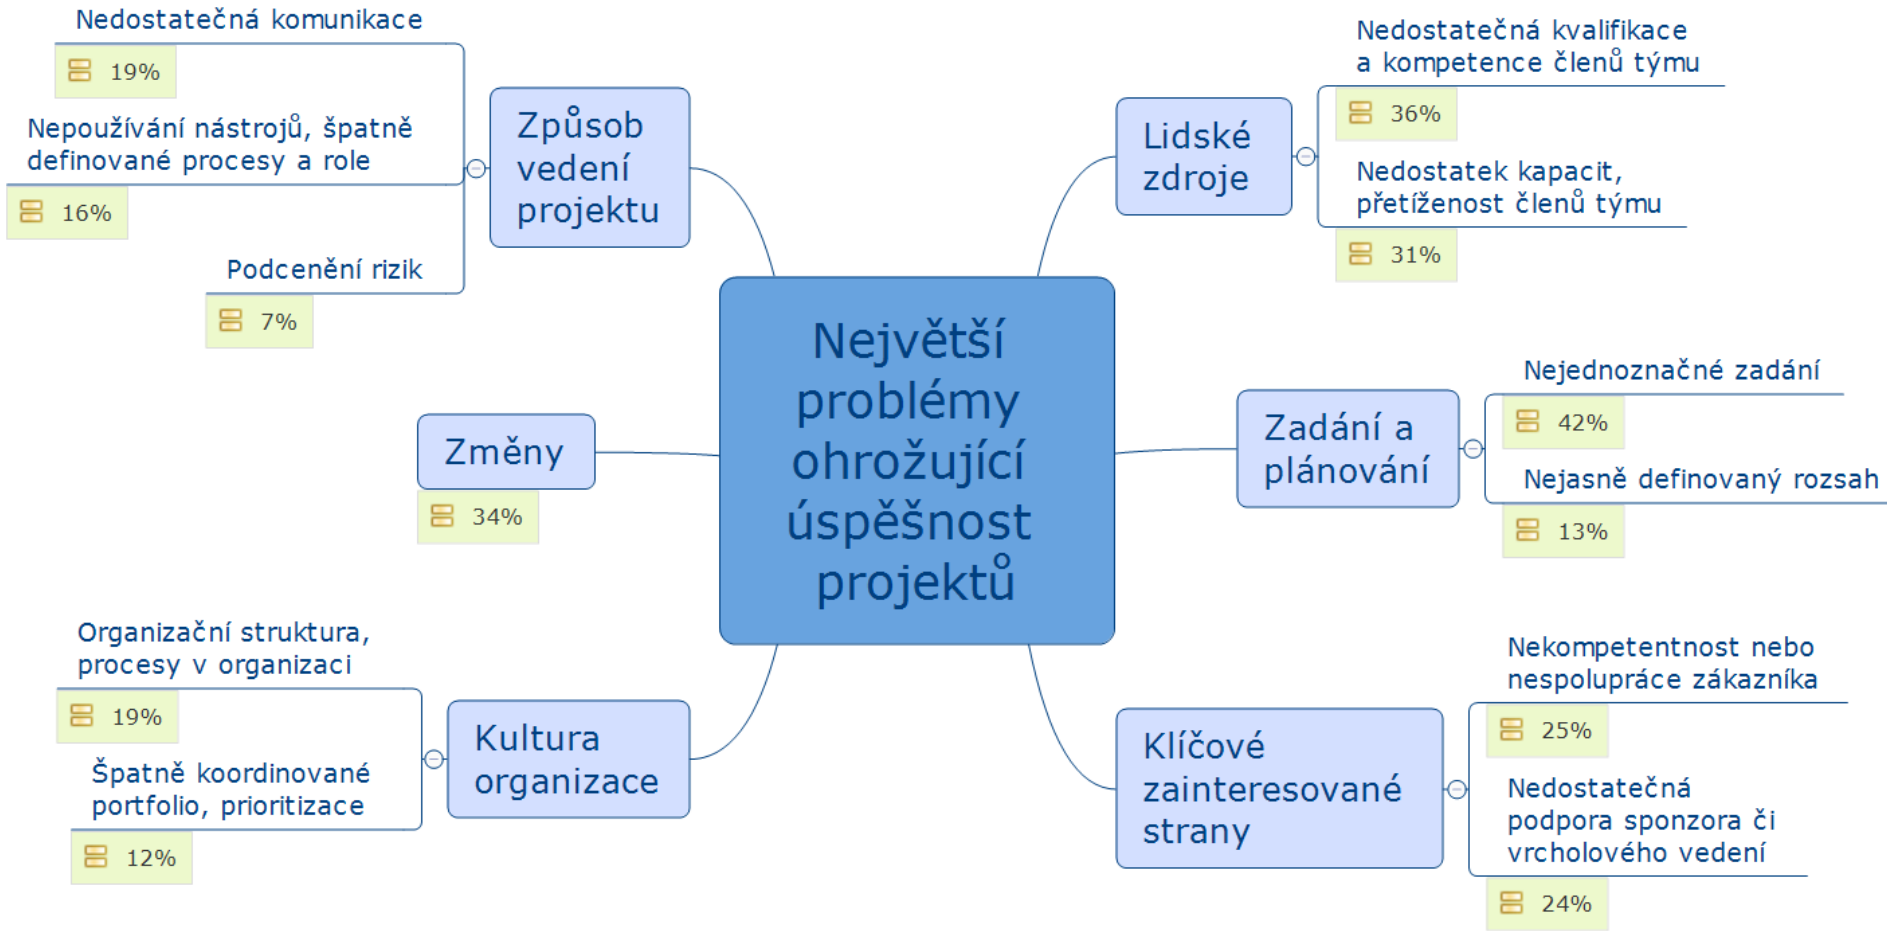 Největší
problémy
ohrožující
úspěšnost
projektů
Lidské
zdroje
Nedostatečná kvalifikace
a kompetence členů týmu
36%
Nedostatek kapacit,
přetíženost členů týmu
31%
Zadání a
plánování
Nejednoznačné zadání
42%
Nejasně definovaný rozsah
13%
Klíčové
zainteresované
strany
Nekompetentnost nebo
nespolupráce zákazníka
25%
Nedostatečná
podpora sponzora či
vrcholového vedení
24%
Způsob
vedení
projektu
Nedostatečná komunikace
19%
Nepoužívání nástrojů, špatně
definované procesy a role
16%
Podcenění rizik
7%
Změny
34%
Kultura
organizace
Organizační struktura,
procesy v organizaci
19%
Špatně koordinované
portfolio, prioritizace
12%